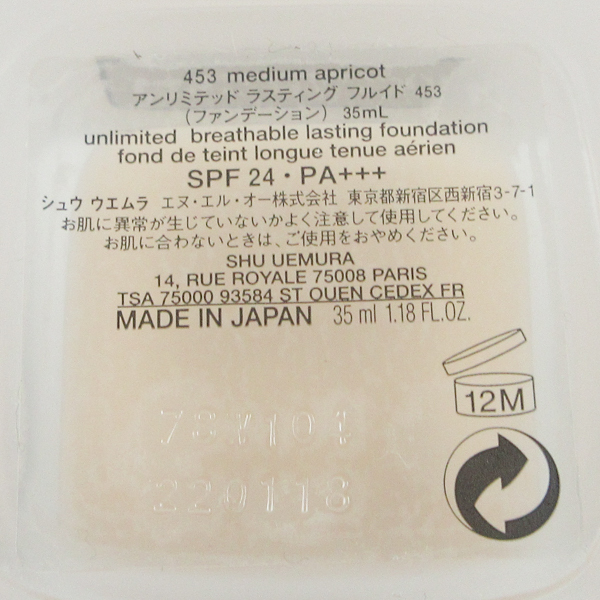 453 medium apricot
アンリミテッド ラスティング フルイド 453
(ファンデーション) 35mL
unlimited breathable lasting foundation
fond de teint longue tenue aérien
SPF 24・PA+++
シュウ ウエムラ エヌ・エル・オー株式会社 東京都新宿区西新宿3-7-1
お肌に異常が生じていないかよく注意して使用してください。
お肌に合わないときは、ご使用をおやめください。
SHU UEMURA
14, RUE ROYALE 75008 PARIS
TSA 75000 93584 ST OUEN CEDEX FR
MADE IN JAPAN 35 ml 1.18 FL.OZ.
12M